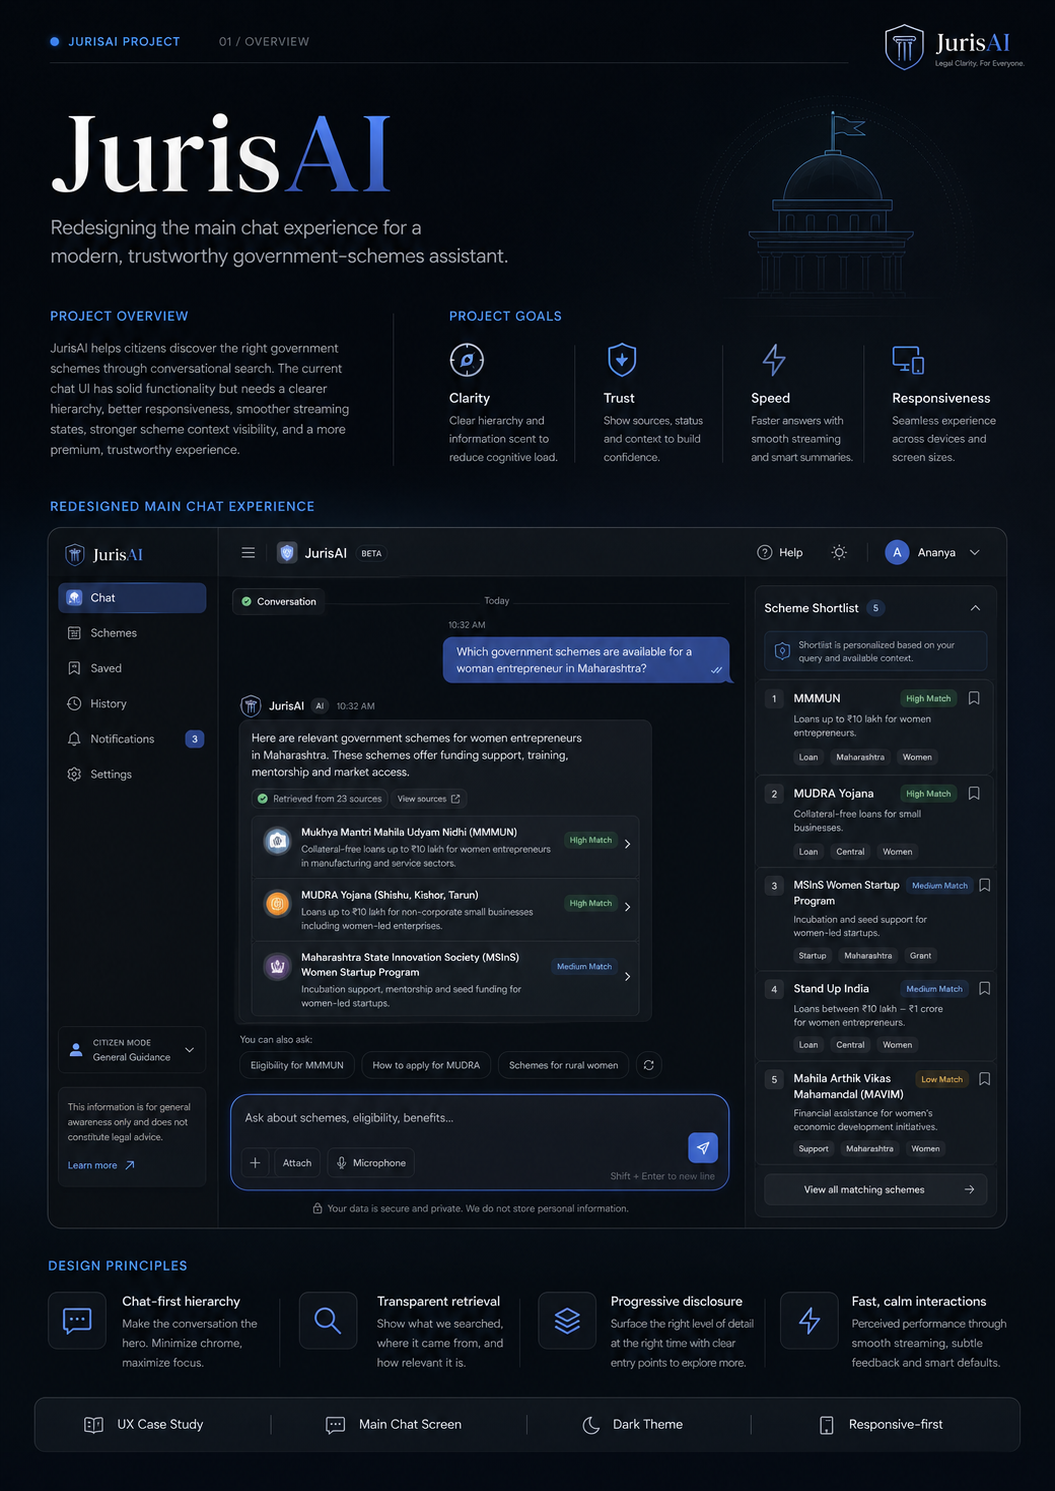 JURISAI PROJECT
01 / OVERVIEW
JurisAI
Legal Clarity. For Everyone.
JurisAI
Redesigning the main chat experience for a
modern, trustworthy government-schemes assistant.
PROJECT OVERVIEW
JurisAI helps citizens discover the right government
schemes through conversational search. The current
chat UI has solid functionality but needs a clearer
hierarchy, better responsiveness, smoother streaming
states, stronger scheme context visibility, and a more
premium, trustworthy experience.
PROJECT GOALS
Clarity
Clear hierarchy and
information scent to
reduce cognitive load.
Trust
Show sources, status
and context to build
confidence.
Speed
Faster answers with
smooth streaming
and smart summaries.
Responsiveness
Seamless experience
across devices and
screen sizes.
REDESIGNED MAIN CHAT EXPERIENCE
JurisAI
Chat
Schemes
Saved
History
Notifications
3
Settings
CITIZEN MODE
General Guidance
This information is for general
awareness only and does not
constitute legal advice.
Learn more
JurisAI
BETA
Help
A
Ananya
Conversation
Today
10:32 AM
Which government schemes are available for a
woman entrepreneur in Maharashtra?
JurisAI
AI
10:32 AM
Here are relevant government schemes for women entrepreneurs
in Maharashtra. These schemes offer funding support, training,
mentorship and market access.
Retrieved from 23 sources
View sources
Mukhya Mantri Mahila Udyam Nidhi (MMMUN)
Collateral-free loans up to ₹10 lakh for women entrepreneurs
in manufacturing and service sectors.
High Match
MUDRA Yojana (Shishu, Kishor, Tarun)
Loans up to ₹10 lakh for non-corporate small businesses
including women-led enterprises.
High Match
Maharashtra State Innovation Society (MSInS)
Women Startup Program
Incubation support, mentorship and seed funding for
women-led startups.
Medium Match
You can also ask:
Eligibility for MMMUN
How to apply for MUDRA
Schemes for rural women
Ask about schemes, eligibility, benefits...
Attach
Microphone
Shift + Enter to new line
Your data is secure and private. We do not store personal information.
Scheme Shortlist
5
Shortlist is personalized based on your
query and available context.
1
MMMUN
High Match
Loans up to ₹10 lakh for women
entrepreneurs.
Loan
Maharashtra
Women
2
MUDRA Yojana
High Match
Collateral-free loans for small
businesses.
Loan
Central
Women
3
MSInS Women Startup
Program
Medium Match
Incubation and seed support for
women-led startups.
Startup
Maharashtra
Grant
4
Stand Up India
Medium Match
Loans between ₹10 lakh – ₹1 crore
for women entrepreneurs.
Loan
Central
Women
5
Mahila Arthik Vikas
Mahamandal (MAVIM)
Low Match
Financial assistance for women's
economic development initiatives.
Support
Maharashtra
Women
View all matching schemes
DESIGN PRINCIPLES
Chat-first hierarchy
Make the conversation the
hero. Minimize chrome,
maximize focus.
Transparent retrieval
Show what we searched,
where it came from, and
how relevant it is.
Progressive disclosure
Surface the right level of detail
at the right time with clear
entry points to explore more.
Fast, calm interactions
Perceived performance through
smooth streaming, subtle
feedback and smart defaults.
UX Case Study
Main Chat Screen
Dark Theme
Responsive-first